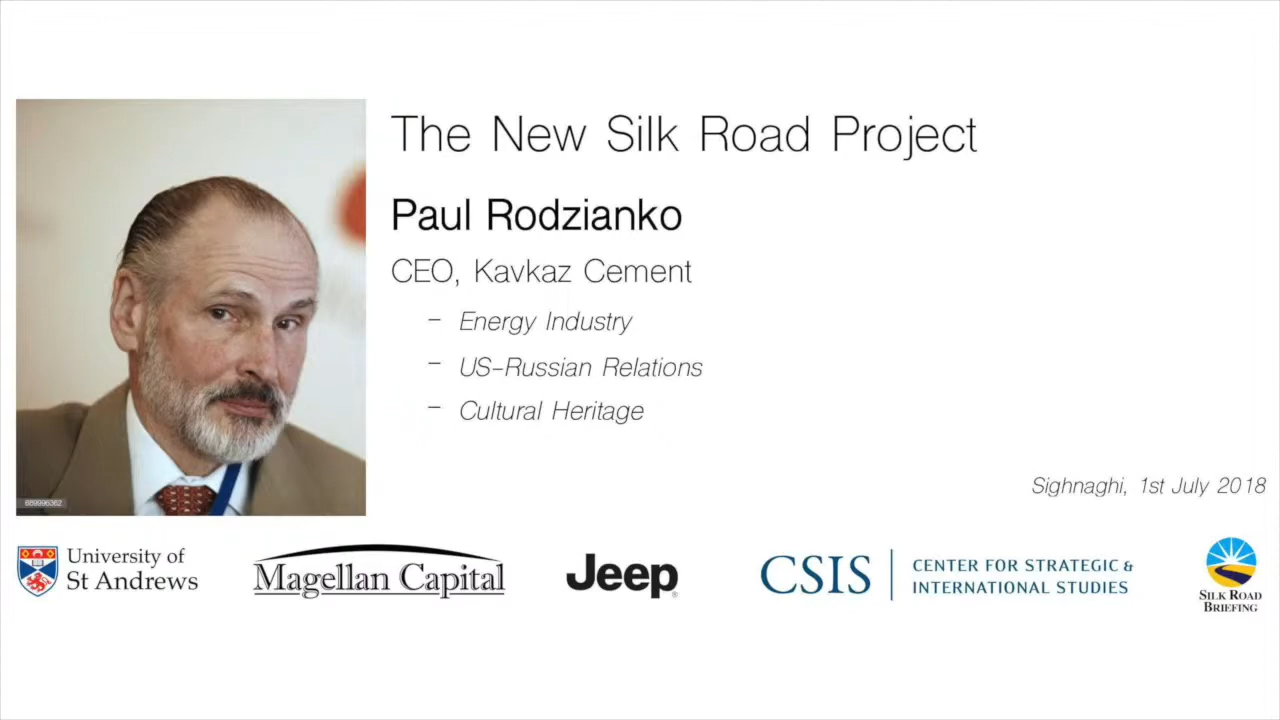 The New Silk Road Project
Paul Rodzianko
CEO, Kavkaz Cement
- Energy Industry
- US-Russian Relations
- Cultural Heritage
Sighnaghi, 1st July 2018
689996362
University of
St Andrews
Magellan Capital
Jeep®
CSIS
CENTER FOR STRATEGIC &
INTERNATIONAL STUDIES
SILK ROAD
BRIEFING